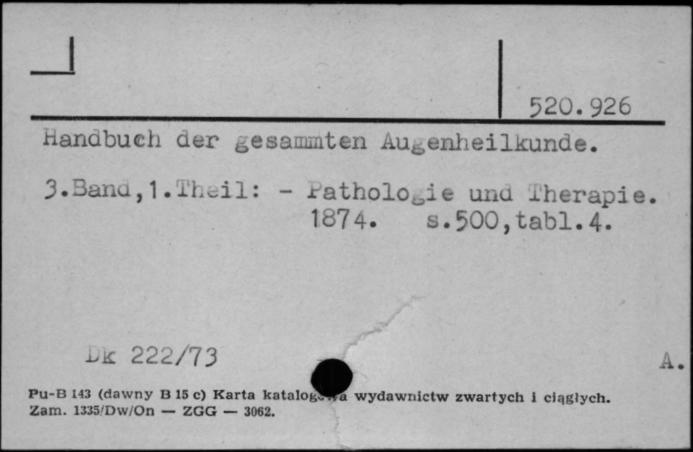 520.926
Handbuch der gesammten Augenheilkunde.
3.Band,1.Theil: - Pathologie und Therapie.
1874. s.500,tabl.4.
Dk 222/73
A.
Pu-B 143 (dawny B 15 c) Karta katalogowa wydawnictw zwartych i ciągłych.
Zam. 1335/Dw/On — ZGG — 3062.